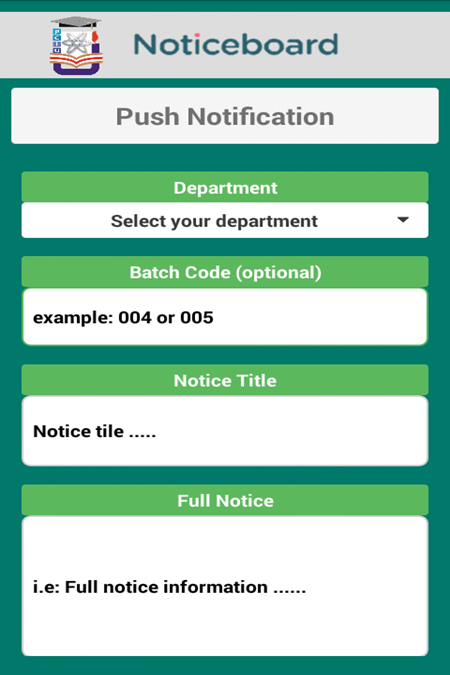 PCIU
Noticeboard
Push Notification
Department
Select your department
Batch Code (optional)
example: 004 or 005
Notice Title
Notice tile .....
Full Notice
i.e: Full notice information ......